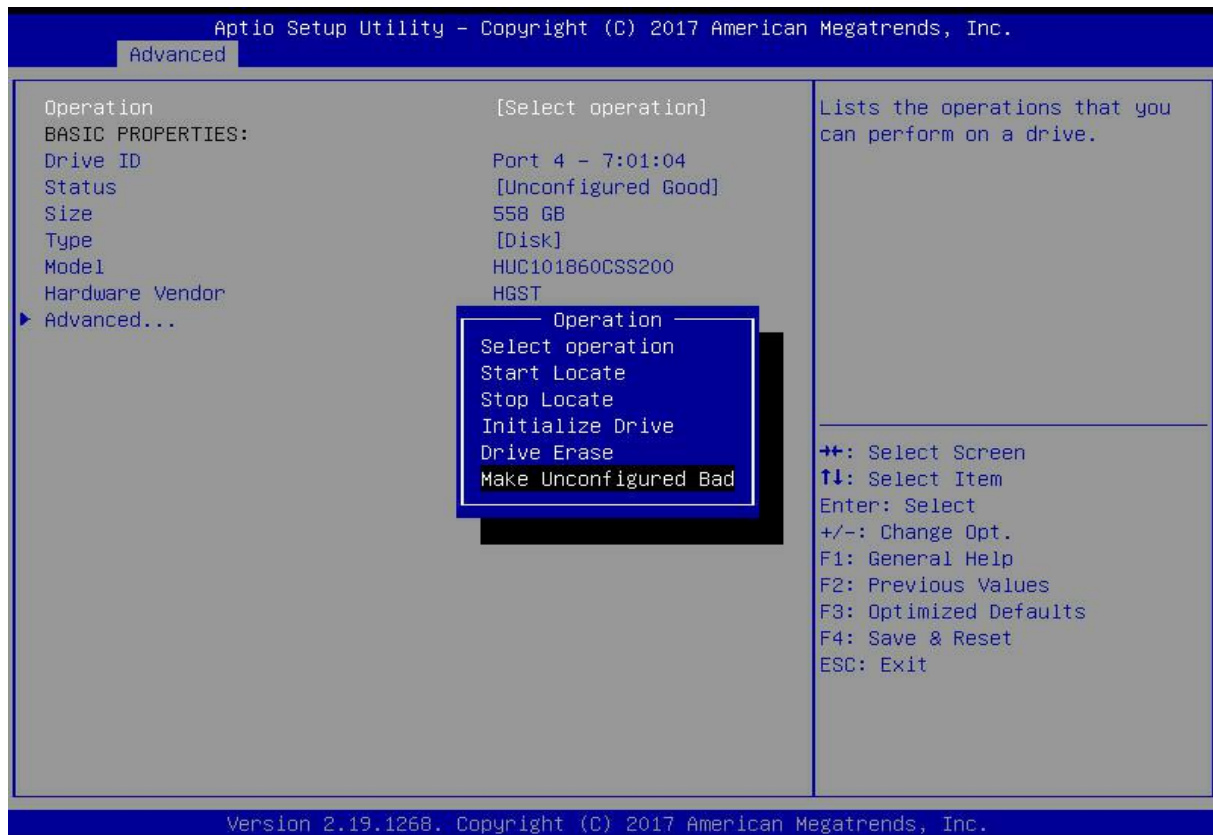 Aptio Setup Utility – Copyright (C) 2017 American Megatrends, Inc.
Advanced
Operation [Select operation]
BASIC PROPERTIES:
Drive ID Port 4 – 7:01:04
Status [Unconfigured Good]
Size 558 GB
Type [Disk]
Model HUC101860CSS200
Hardware Vendor HGST
Advanced...
Operation
Select operation
Start Locate
Stop Locate
Initialize Drive
Drive Erase
Make Unconfigured Bad
Lists the operations that you
can perform on a drive.
→←: Select Screen
↑↓: Select Item
Enter: Select
+/-: Change Opt.
F1: General Help
F2: Previous Values
F3: Optimized Defaults
F4: Save & Reset
ESC: Exit
Version 2.19.1268. Copyright (C) 2017 American Megatrends, Inc.